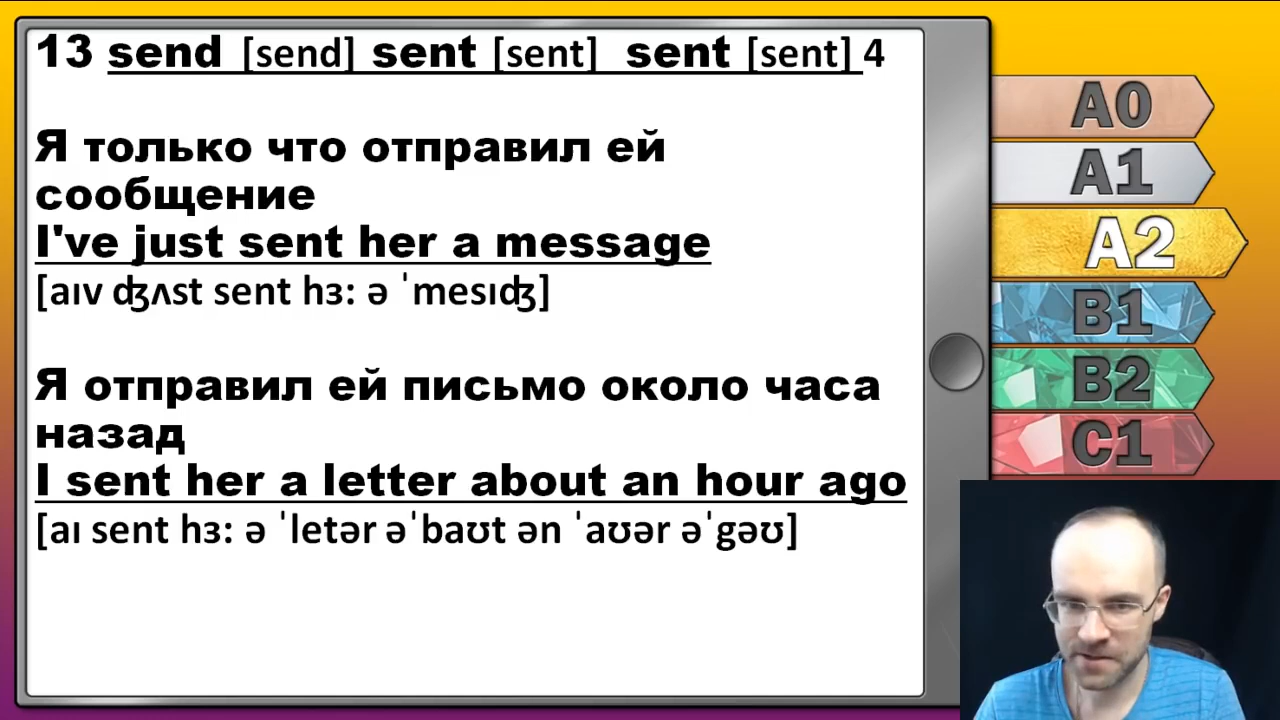 13 send [send] sent [sent] sent [sent] 4
Я только что отправил ей
сообщение
I've just sent her a message
[aɪv ʤʌst sent hɜː ə ˈmesɪʤ]
Я отправил ей письмо около часа
назад
I sent her a letter about an hour ago
[aɪ sent hɜː ə ˈletər əˈbaʊt ən ˈaʊər əˈgəʊ]
A0
A1
A2
B1
B2
C1